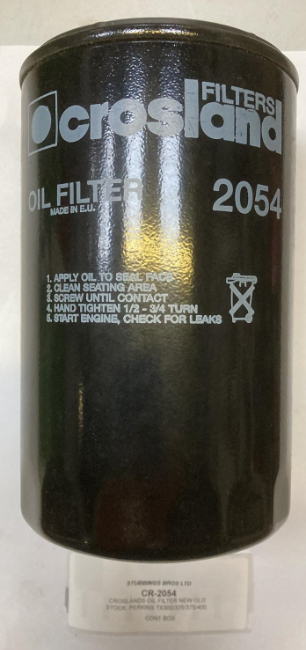 FILTERS
crosland
OIL FILTER 2054
MADE IN E.U.
1. APPLY OIL TO SEAL FACE
2. CLEAN SEATING AREA
3. SCREW UNTIL CONTACT
4. HAND TIGHTEN 1/2 - 3/4 TURN
5. START ENGINE, CHECK FOR LEAKS
STUBBINGS BROS LTD
CR-2054
CROSLANDS OIL FILTER NEW OLD
STOCK, PERKINS
CONT BOX